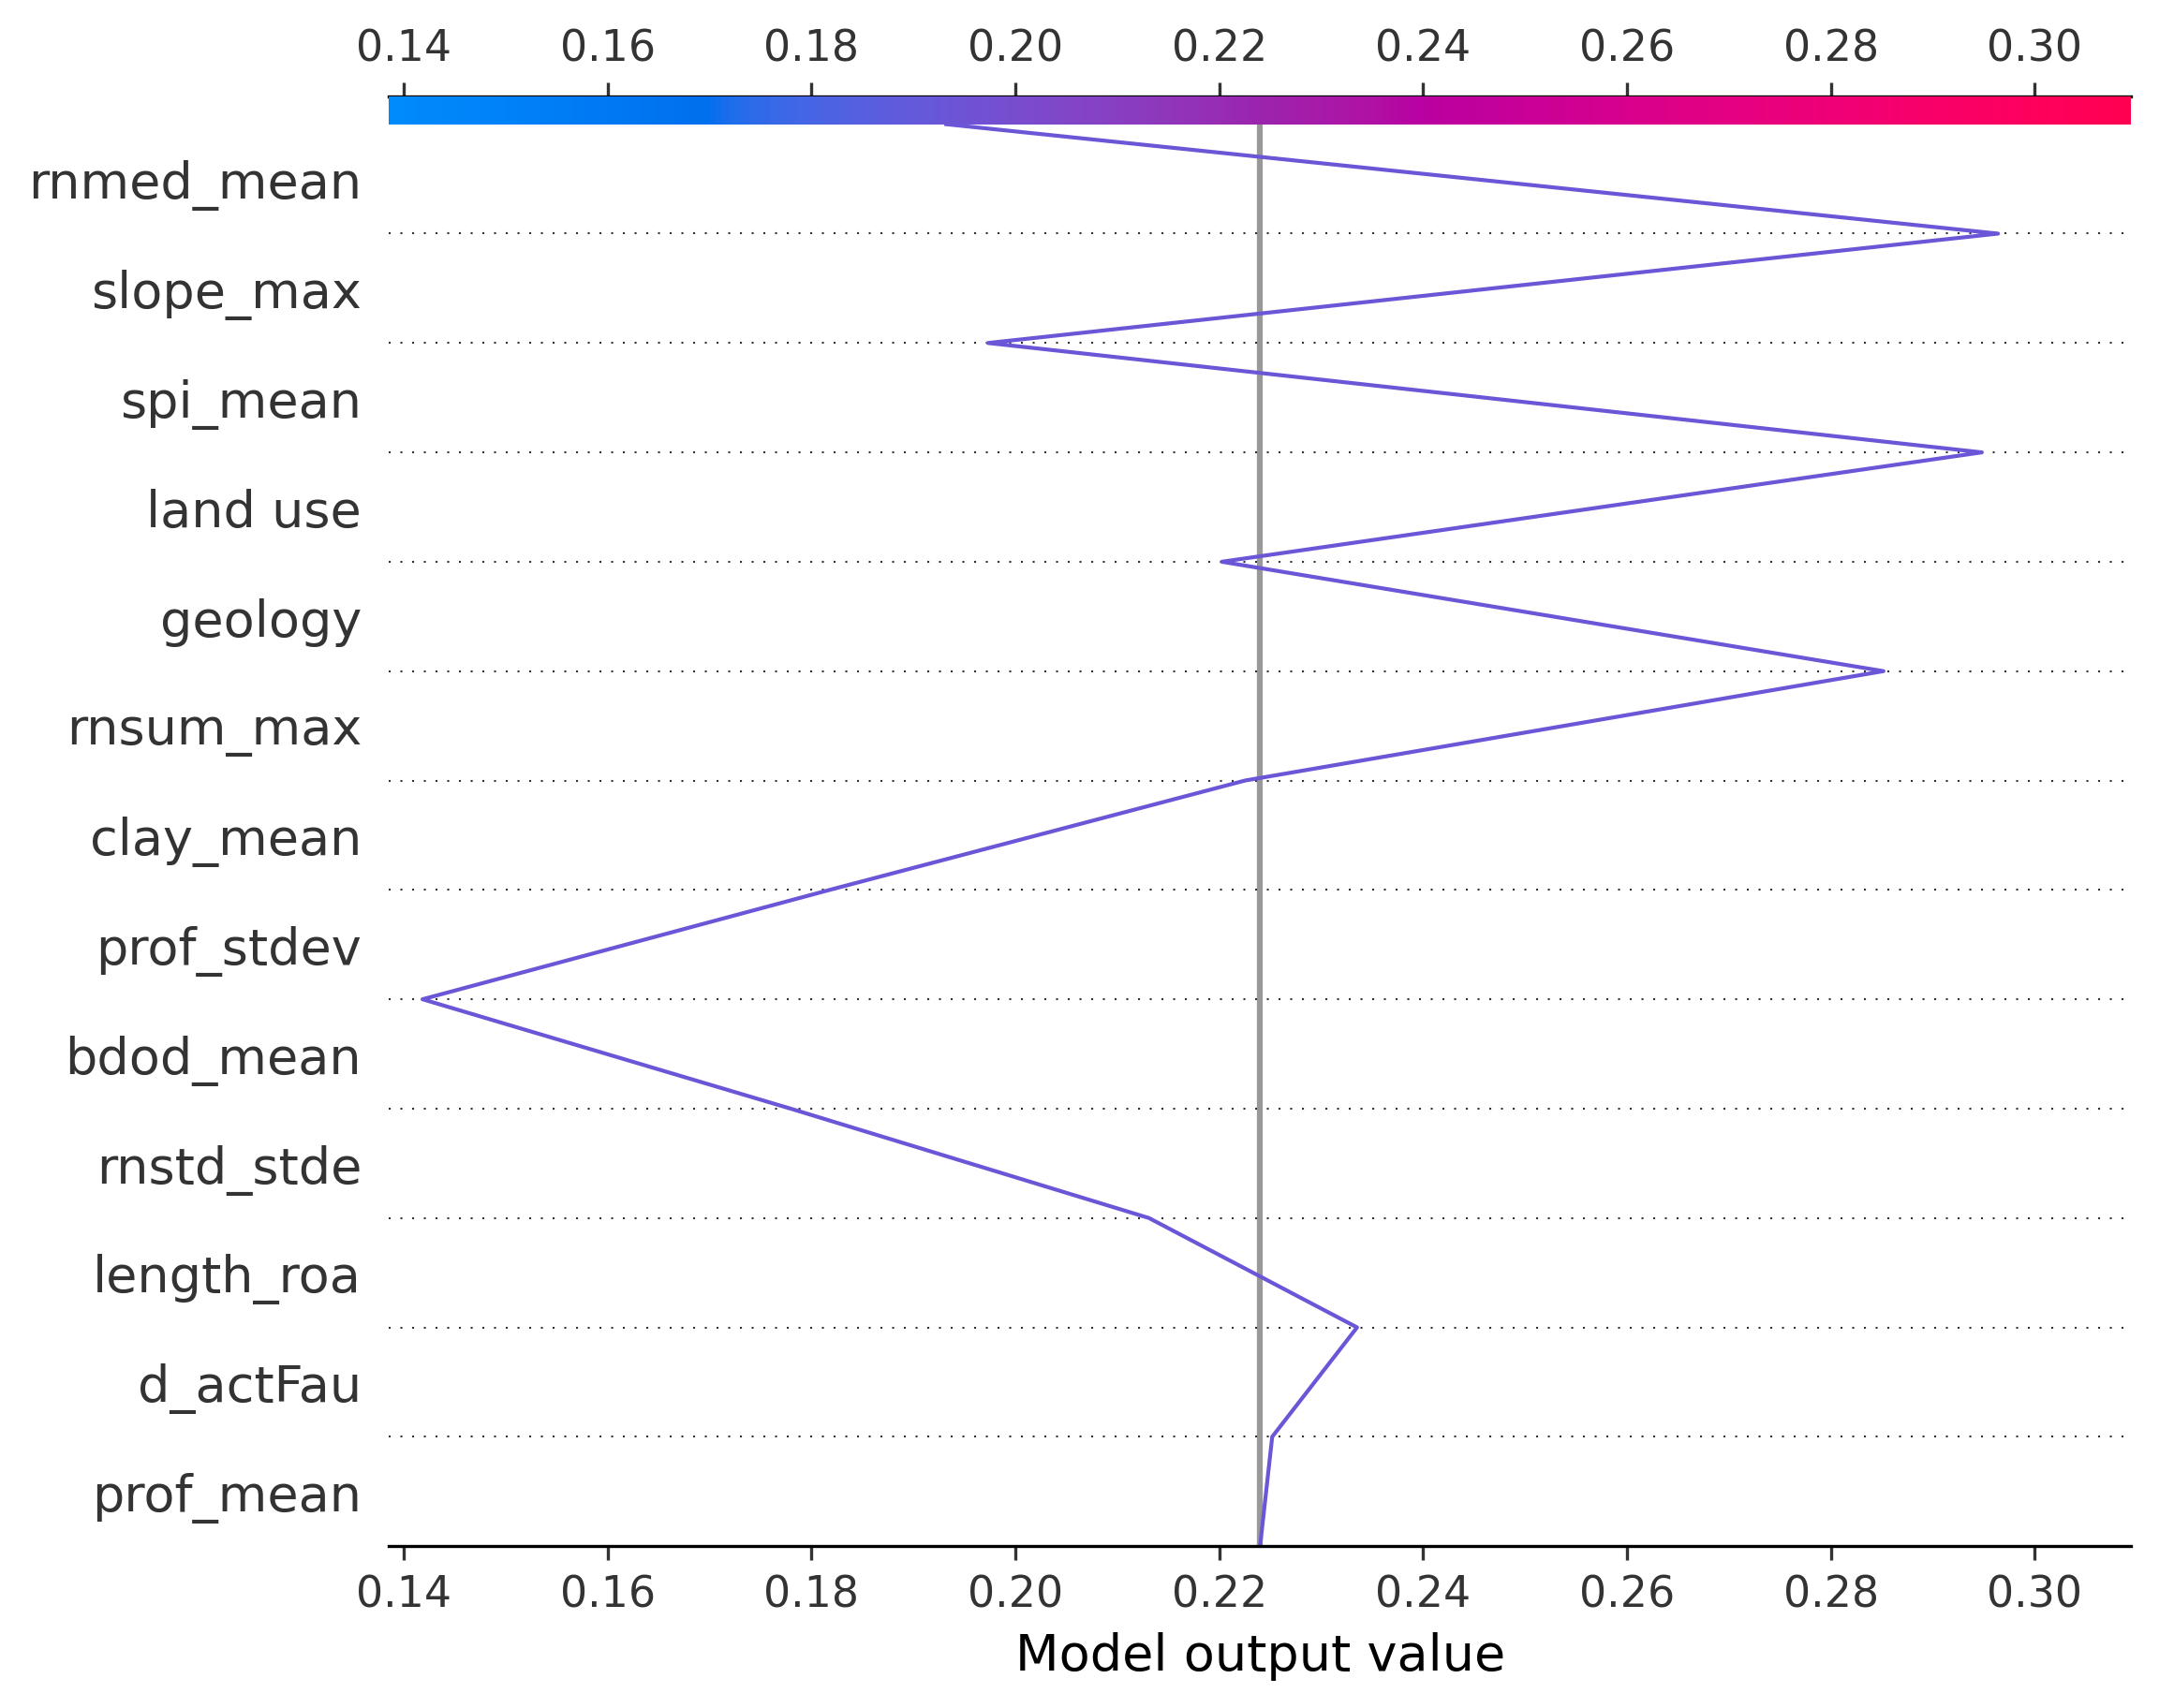 0.14 0.16 0.18 0.20 0.22 0.24 0.26 0.28 0.30
rnmed_mean
slope_max
spi_mean
land use
geology
rnsum_max
clay_mean
prof_stdev
bdod_mean
rnstd_stde
length_roa
d_actFau
prof_mean
0.14 0.16 0.18 0.20 0.22 0.24 0.26 0.28 0.30
Model output value